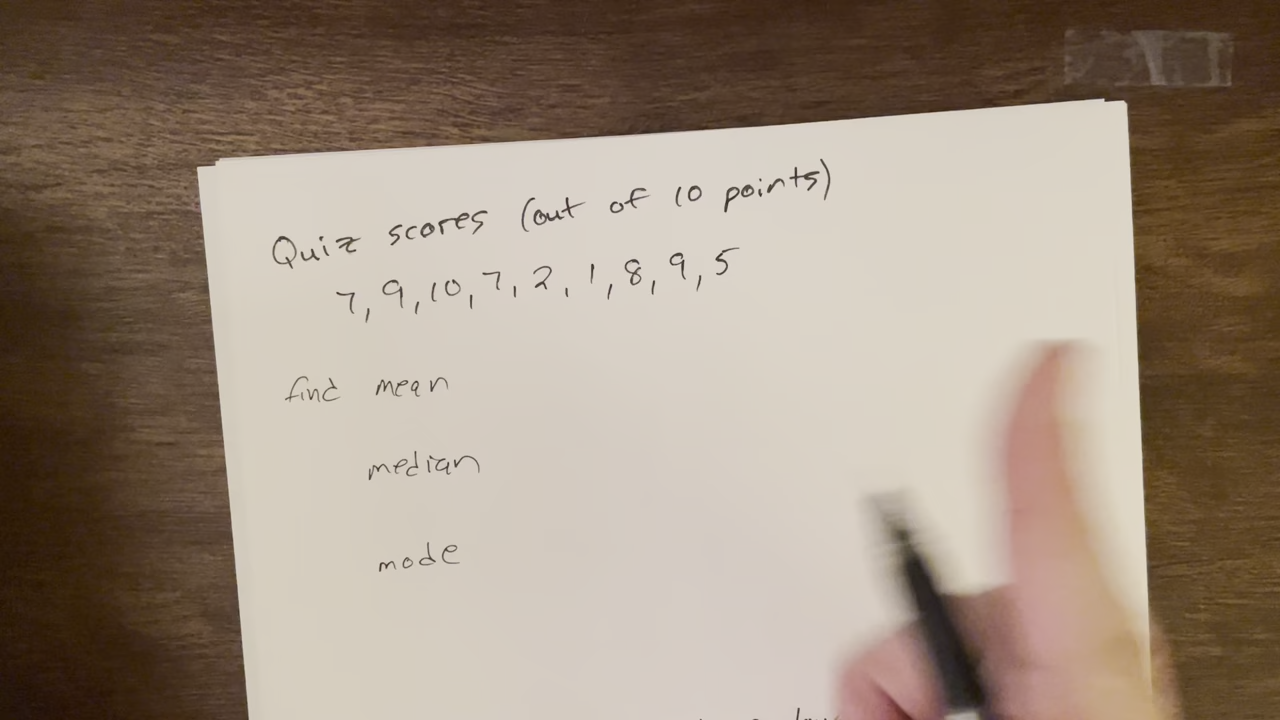 Quiz scores (out of 10 points)
7, 9, 10, 7, 2, 1, 8, 9, 5
find mean
median
mode